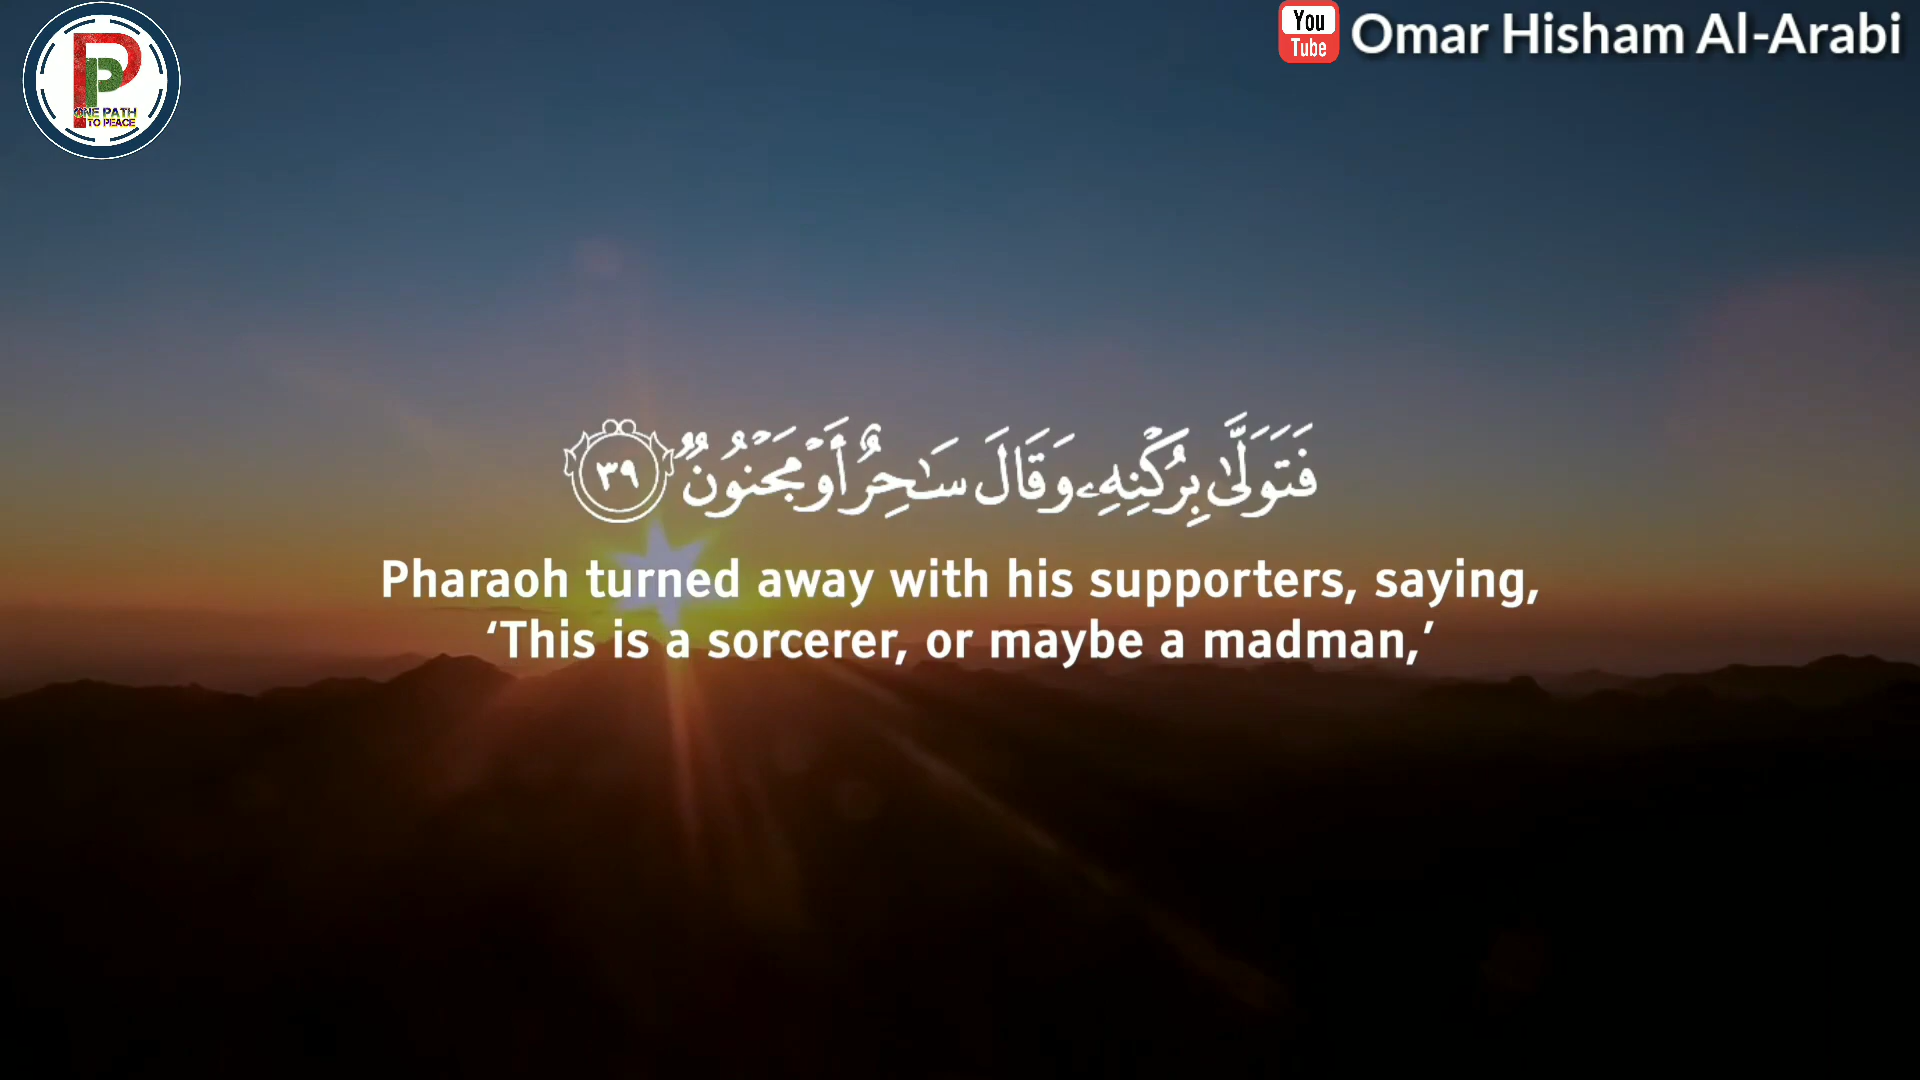 ONE PATH
TO PEACE
You
Tube
Omar Hisham Al-Arabi
فَتَوَلَّىٰ بِرُكْنِهِۦ وَقَالَ سَـٰحِرٌ أَوْ مَجْنُونٌ ٣٩
Pharaoh turned away with his supporters, saying,
‘This is a sorcerer, or maybe a madman,’